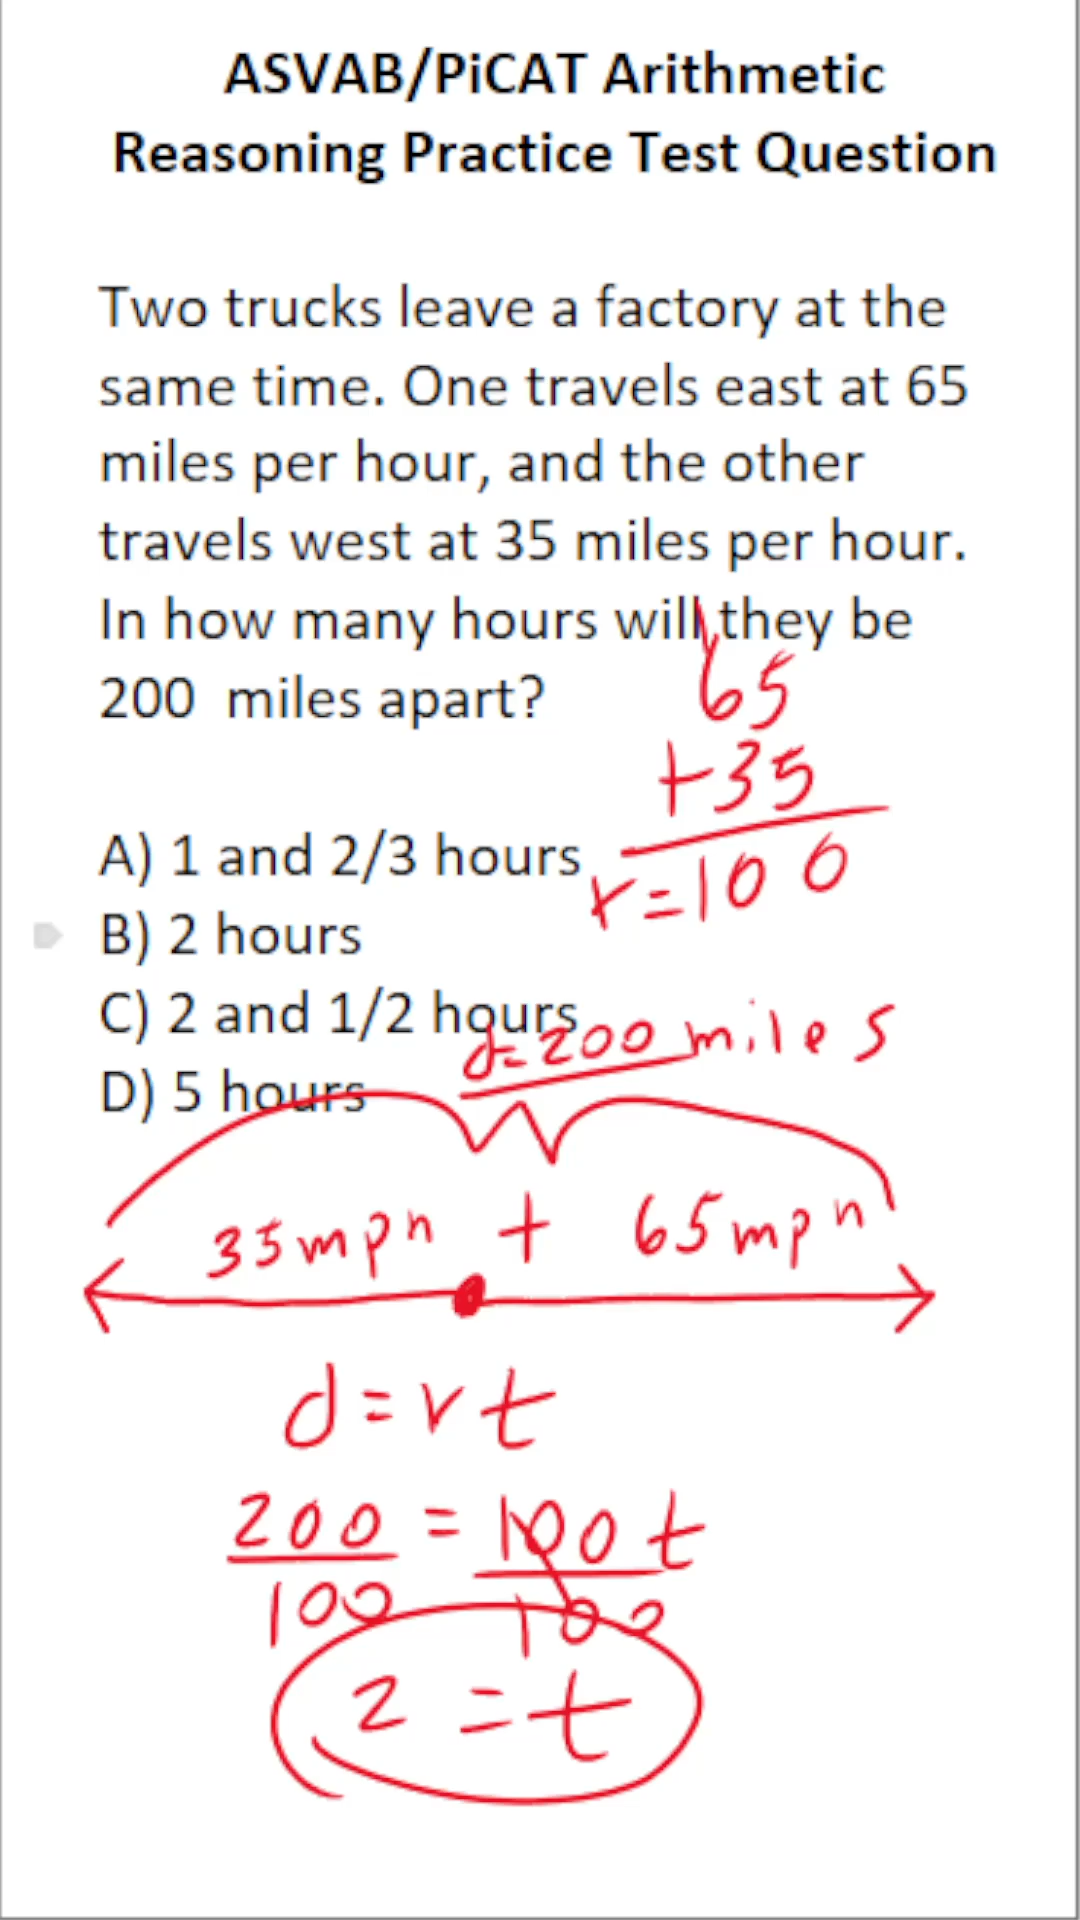 ASVAB/PiCAT Arithmetic
Reasoning Practice Test Question
Two trucks leave a factory at the
same time. One travels east at 65
miles per hour, and the other
travels west at 35 miles per hour.
In how many hours will they be
200 miles apart?
65
+35
r=100
A) 1 and 2/3 hours
B) 2 hours
C) 2 and 1/2 hours
D) 5 hours
d=200 miles
35mph + 65mph
d=rt
200 = 100t
100 100
2 = t